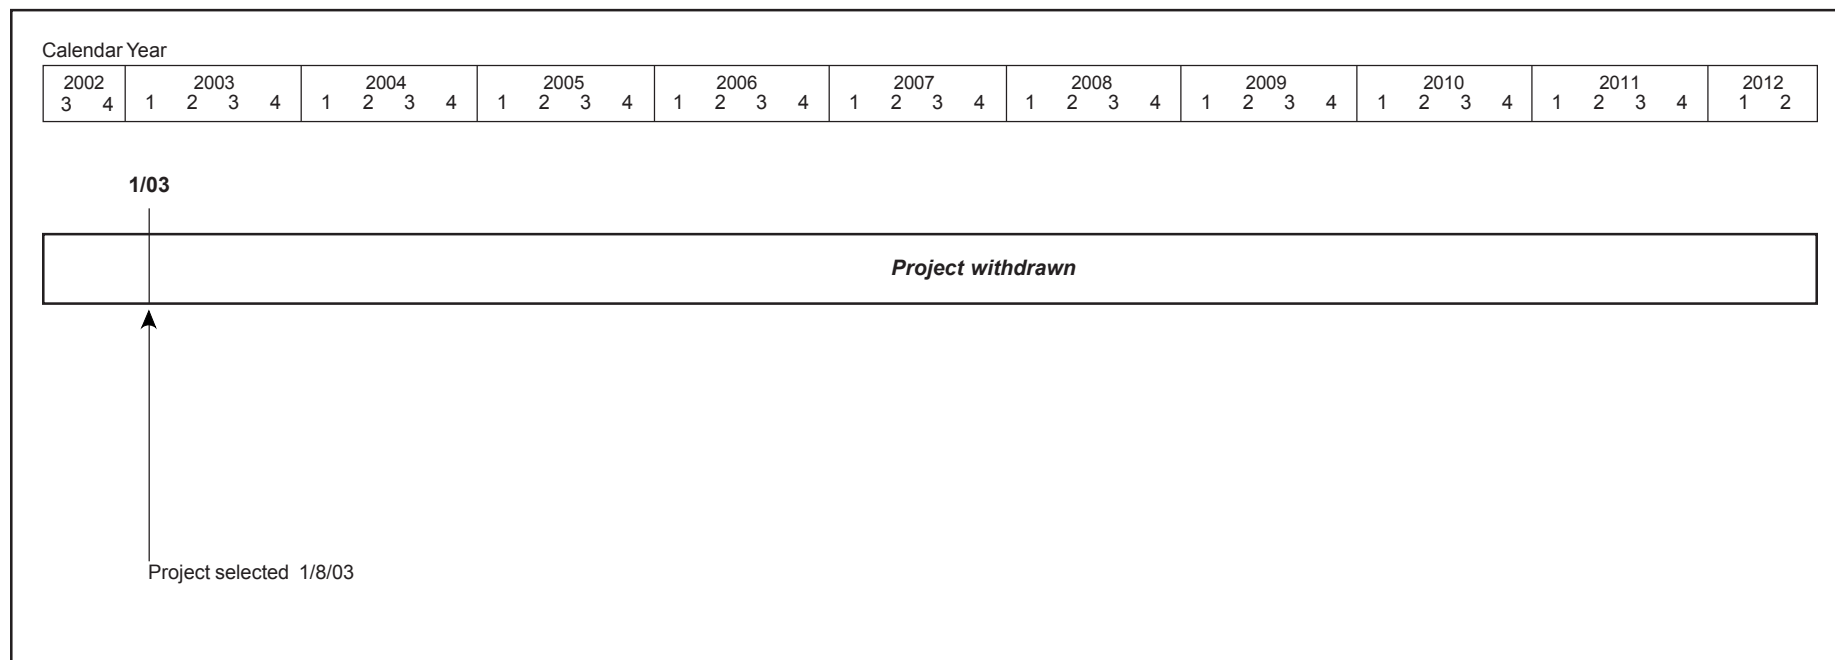 Calendar Year
2002 2003 2004 2005 2006 2007 2008 2009 2010 2011 2012
3 4 1 2 3 4 1 2 3 4 1 2 3 4 1 2 3 4 1 2 3 4 1 2 3 4 1 2 3 4 1 2 3 4 1 2 3 4 1 2
1/03
Project withdrawn
Project selected 1/8/03